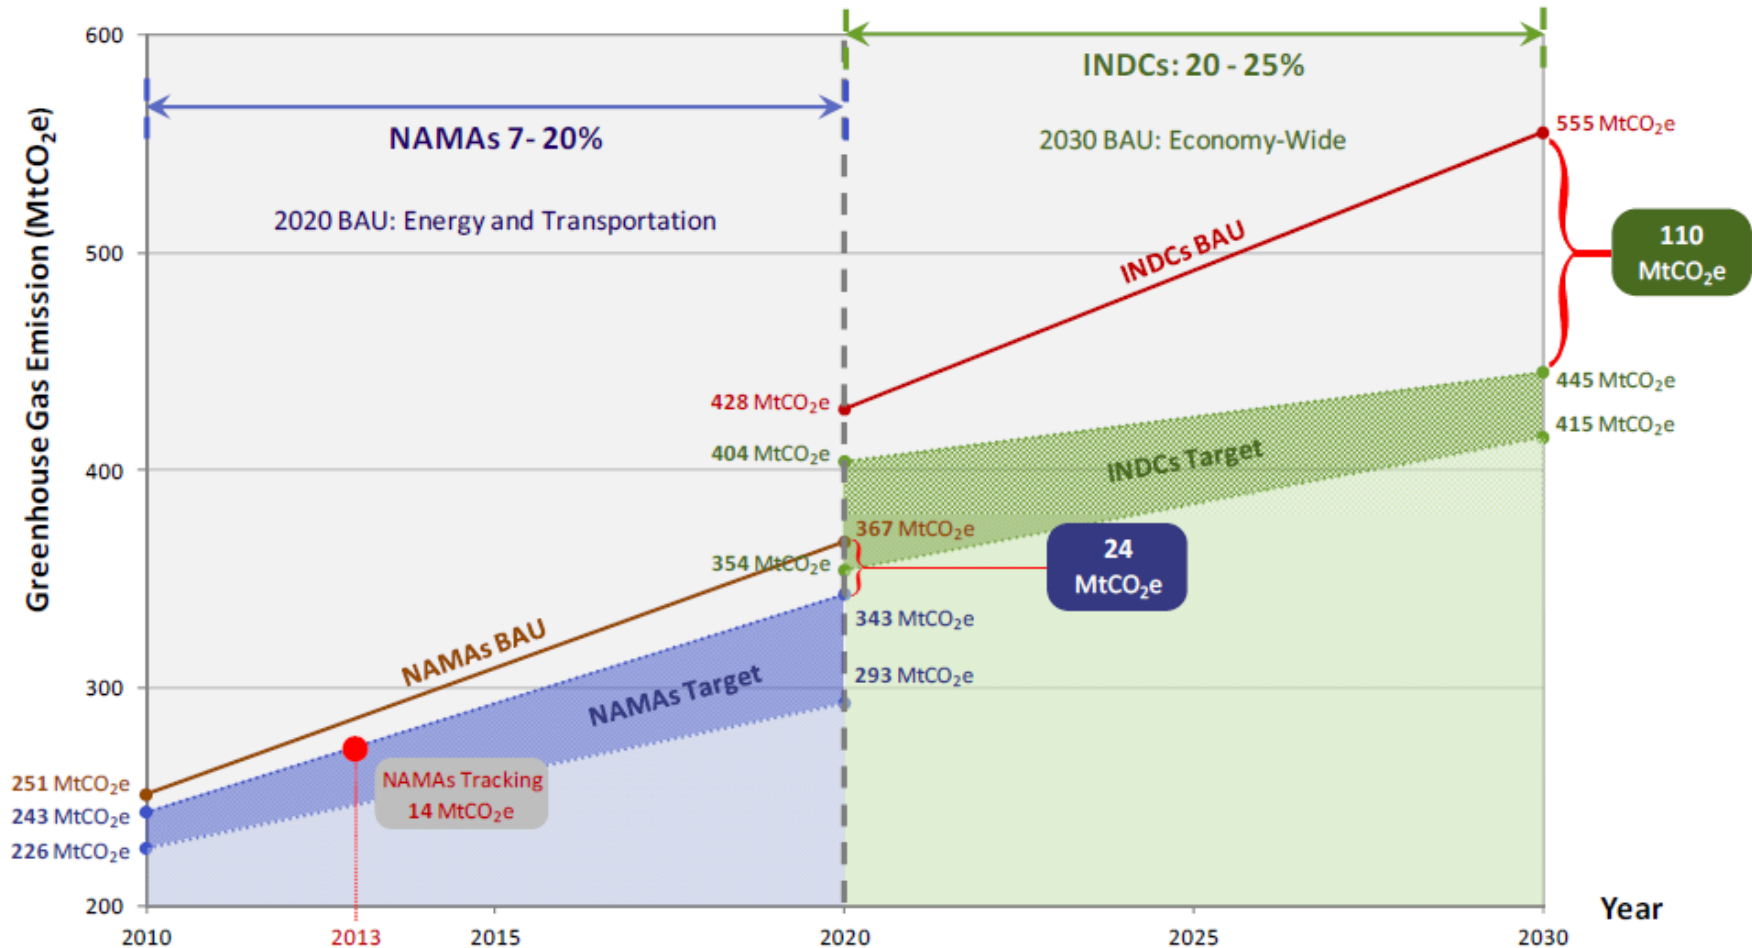 600
500
400
300
200
Greenhouse Gas Emission (MtCO₂e)
NAMAs 7- 20%
2020 BAU: Energy and Transportation
INDCs: 20 - 25%
2030 BAU: Economy-Wide
555 MtCO₂e
INDCs BAU
110
MtCO₂e
428 MtCO₂e
404 MtCO₂e
445 MtCO₂e
415 MtCO₂e
INDCs Target
367 MtCO₂e
354 MtCO₂e
24
MtCO₂e
343 MtCO₂e
293 MtCO₂e
NAMAs BAU
NAMAs Target
NAMAs Tracking
14 MtCO₂e
251 MtCO₂e
243 MtCO₂e
226 MtCO₂e
Year
2010
2013
2015
2020
2025
2030